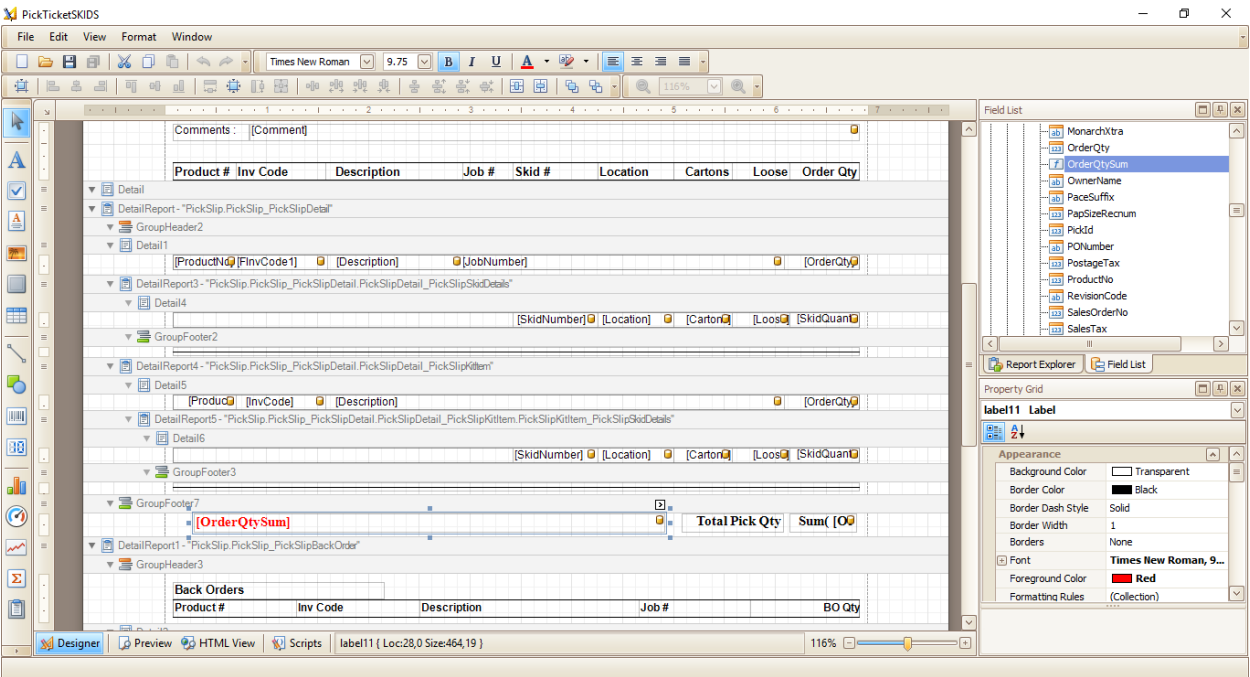 PickTicketSKIDS
File Edit View Format Window
Times New Roman 9.75 B I U A
116%
1 2 3 4 5 6 7
Comments : [Comment]
Product # Inv Code Description Job # Skid # Location Cartons Loose Order Qty
Detail
DetailReport - "PickSlip.PickSlip_PickSlipDetail"
GroupHeader2
Detail1
[ProductNo [FInvCode1] [Description] [JobNumber] [OrderQty
DetailReport3 - "PickSlip.PickSlip_PickSlipDetail.PickSlipDetail_PickSlipSkidDetails"
Detail4
[SkidNumber] [Location] [Carton [Loos [SkidQuant
GroupFooter2
DetailReport4 - "PickSlip.PickSlip_PickSlipDetail.PickSlipDetail_PickSlipKitItem"
Detail5
[Produc [InvCode] [Description] [OrderQty
DetailReport5 - "PickSlip.PickSlip_PickSlipDetail.PickSlipDetail_PickSlipKitItem.PickSlipKitItem_PickSlipSkidDetails"
Detail6
[SkidNumber] [Location] [Carton [Loos [SkidQuant
GroupFooter3
GroupFooter7
[OrderQtySum] Total Pick Qty Sum( [O
DetailReport1 - "PickSlip.PickSlip_PickSlipBackOrder"
GroupHeader3
Back Orders
Product # Inv Code Description Job # BO Qty
Designer Preview HTML View Scripts label11 { Loc:28,0 Size:464,19 } 116%
Field List
MonarchXtra
OrderQty
OrderQtySum
OwnerName
PaceSuffix
PapSizeRecnum
PickId
PONumber
PostageTax
ProductNo
RevisionCode
SalesOrderNo
SalesTax
Report Explorer Field List
Property Grid
label11 Label
Appearance
Background Color Transparent
Border Color Black
Border Dash Style Solid
Border Width 1
Borders None
Font Times New Roman, 9...
Foreground Color Red
Formatting Rules (Collection)